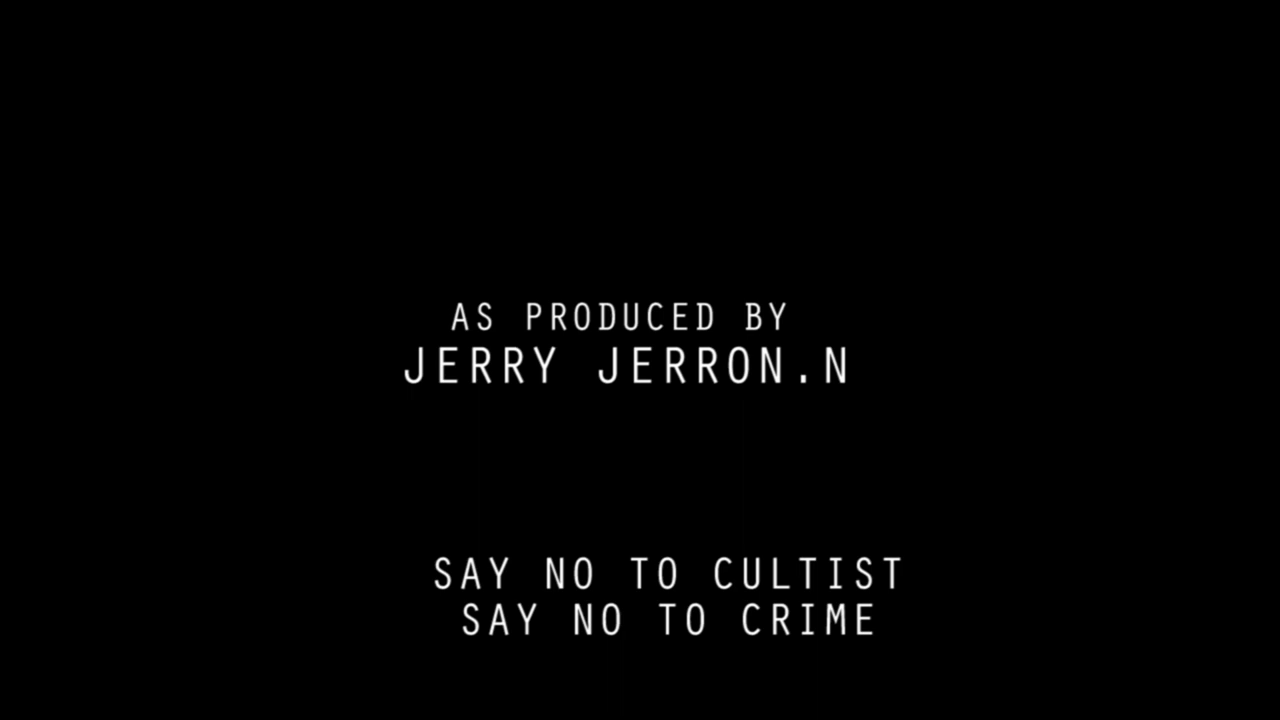 AS PRODUCED BY
JERRY JERRON.N
SAY NO TO CULTIST
SAY NO TO CRIME